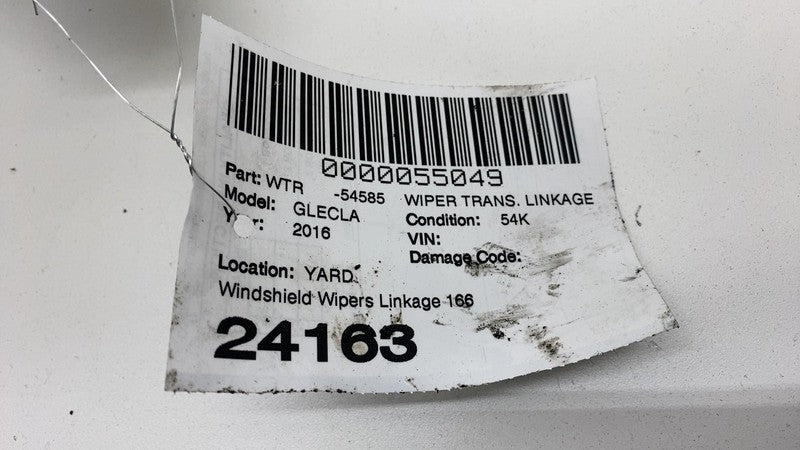 0000055049
Part: WTR -54585 WIPER TRANS. LINKAGE
Model: GLECLA Condition: 54K
Year: 2016 VIN:
Damage Code:
Location: YARD
Windshield Wipers Linkage 166
24163